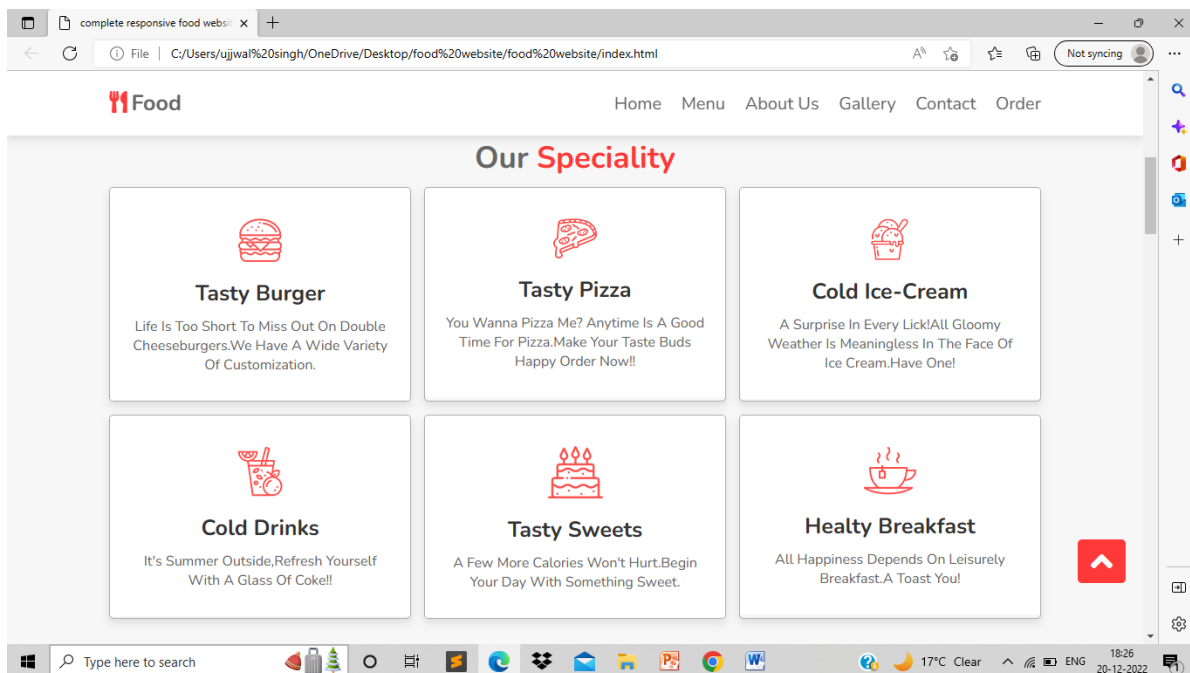 complete responsive food websi
File
C:/Users/ujjwal%20singh/OneDrive/Desktop/food%20website/food%20website/index.html
Not syncing
Food
Home Menu About Us Gallery Contact Order
Our Speciality
Tasty Burger
Life Is Too Short To Miss Out On Double
Cheeseburgers.We Have A Wide Variety
Of Customization.
Tasty Pizza
You Wanna Pizza Me? Anytime Is A Good
Time For Pizza.Make Your Taste Buds
Happy Order Now!!
Cold Ice-Cream
A Surprise In Every Lick!All Gloomy
Weather Is Meaningless In The Face Of
Ice Cream.Have One!
Cold Drinks
It's Summer Outside,Refresh Yourself
With A Glass Of Coke!!
Tasty Sweets
A Few More Calories Won't Hurt.Begin
Your Day With Something Sweet.
Healty Breakfast
All Happiness Depends On Leisurely
Breakfast.A Toast You!
Type here to search
17°C Clear
ENG
18:26
20-12-2022